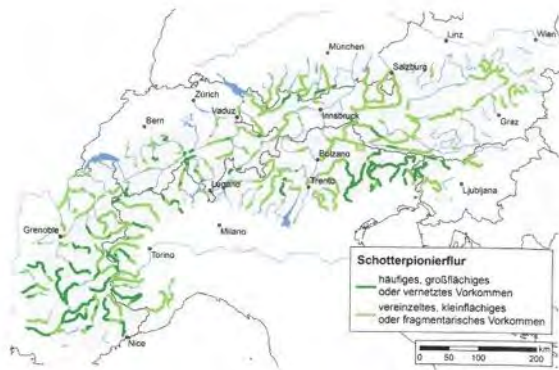 Linz
Wien
München
Salzburg
Zürich
Vaduz
Innsbruck
Bern
Graz
Bolzano
Lugano
Trento
Ljubljana
Grenoble
Milano
Torino
Nice
Schotterpionierflur
häufiges, großflächiges
oder vernetztes Vorkommen
vereinzeltes, kleinflächiges
oder fragmentarisches Vorkommen
km
0 50 100 200